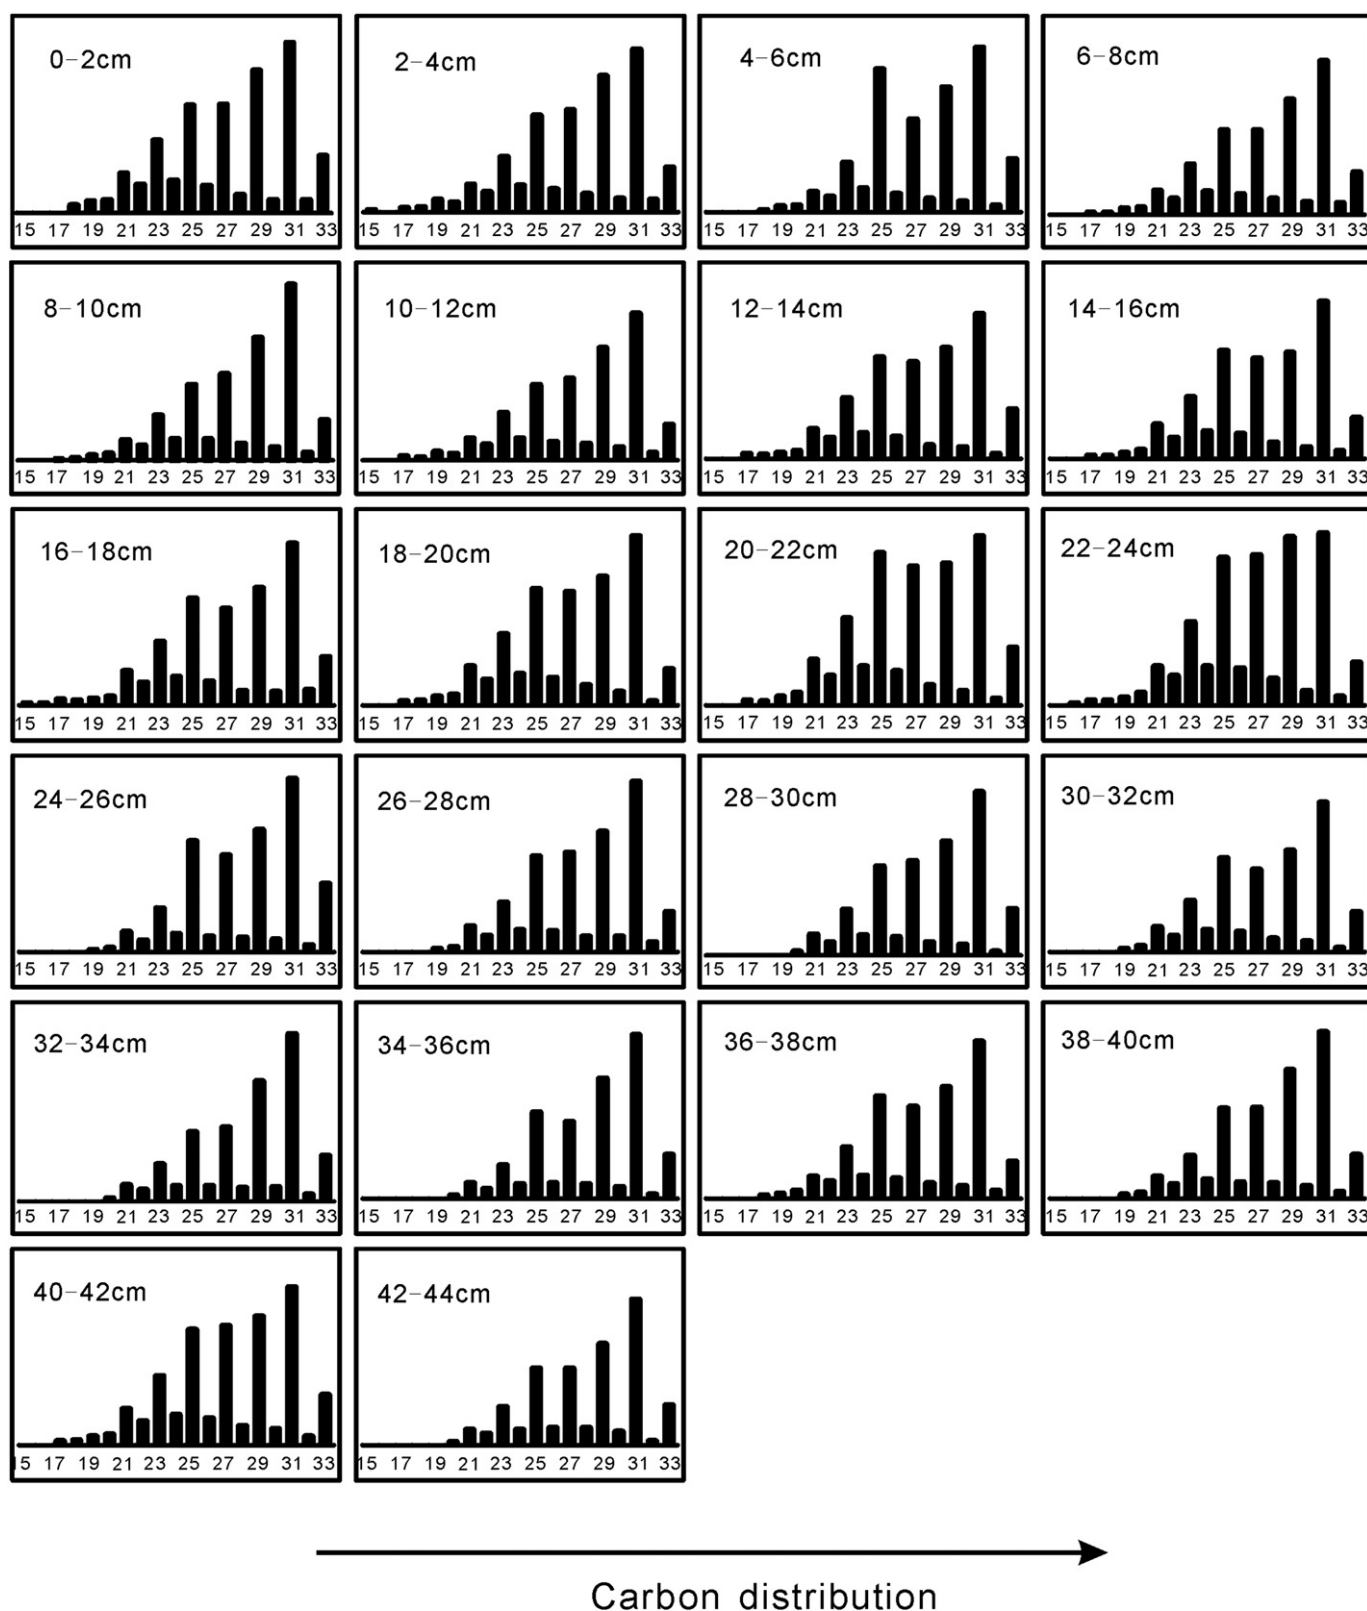 0-2cm
15 17 19 21 23 25 27 29 31 33
2-4cm
15 17 19 21 23 25 27 29 31 33
4-6cm
15 17 19 21 23 25 27 29 31 33
6-8cm
15 17 19 21 23 25 27 29 31 33
8-10cm
15 17 19 21 23 25 27 29 31 33
10-12cm
15 17 19 21 23 25 27 29 31 33
12-14cm
15 17 19 21 23 25 27 29 31 33
14-16cm
15 17 19 21 23 25 27 29 31 33
16-18cm
15 17 19 21 23 25 27 29 31 33
18-20cm
15 17 19 21 23 25 27 29 31 33
20-22cm
15 17 19 21 23 25 27 29 31 33
22-24cm
15 17 19 21 23 25 27 29 31 33
24-26cm
15 17 19 21 23 25 27 29 31 33
26-28cm
15 17 19 21 23 25 27 29 31 33
28-30cm
15 17 19 21 23 25 27 29 31 33
30-32cm
15 17 19 21 23 25 27 29 31 33
32-34cm
15 17 19 21 23 25 27 29 31 33
34-36cm
15 17 19 21 23 25 27 29 31 33
36-38cm
15 17 19 21 23 25 27 29 31 33
38-40cm
15 17 19 21 23 25 27 29 31 33
40-42cm
15 17 19 21 23 25 27 29 31 33
42-44cm
15 17 19 21 23 25 27 29 31 33
Carbon distribution